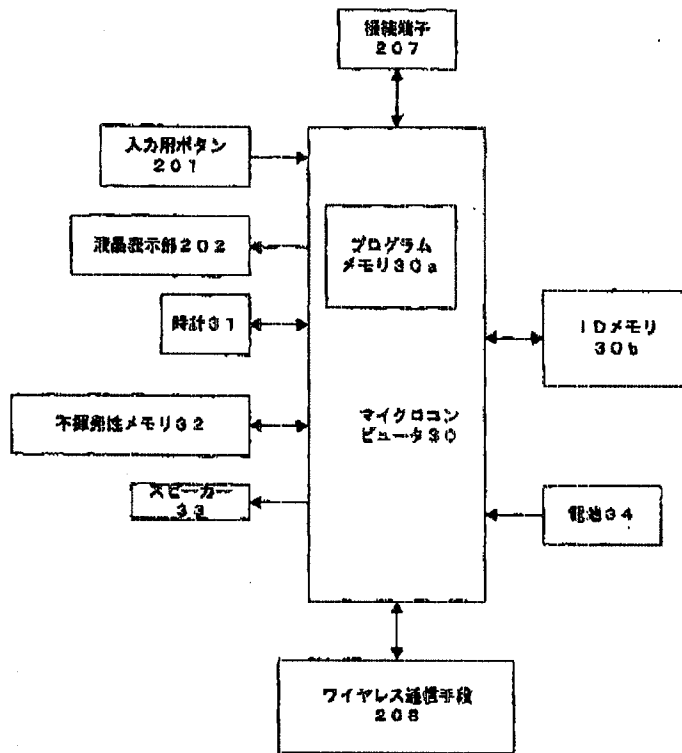 接続端子
207
入力用ボタン
201
液晶表示部202
プログラム
メモリ30a
時計31
IDメモリ
30b
不揮発性メモリ32
マイクロコン
ピュータ30
スピーカー
33
電池34
ワイヤレス通信手段
208